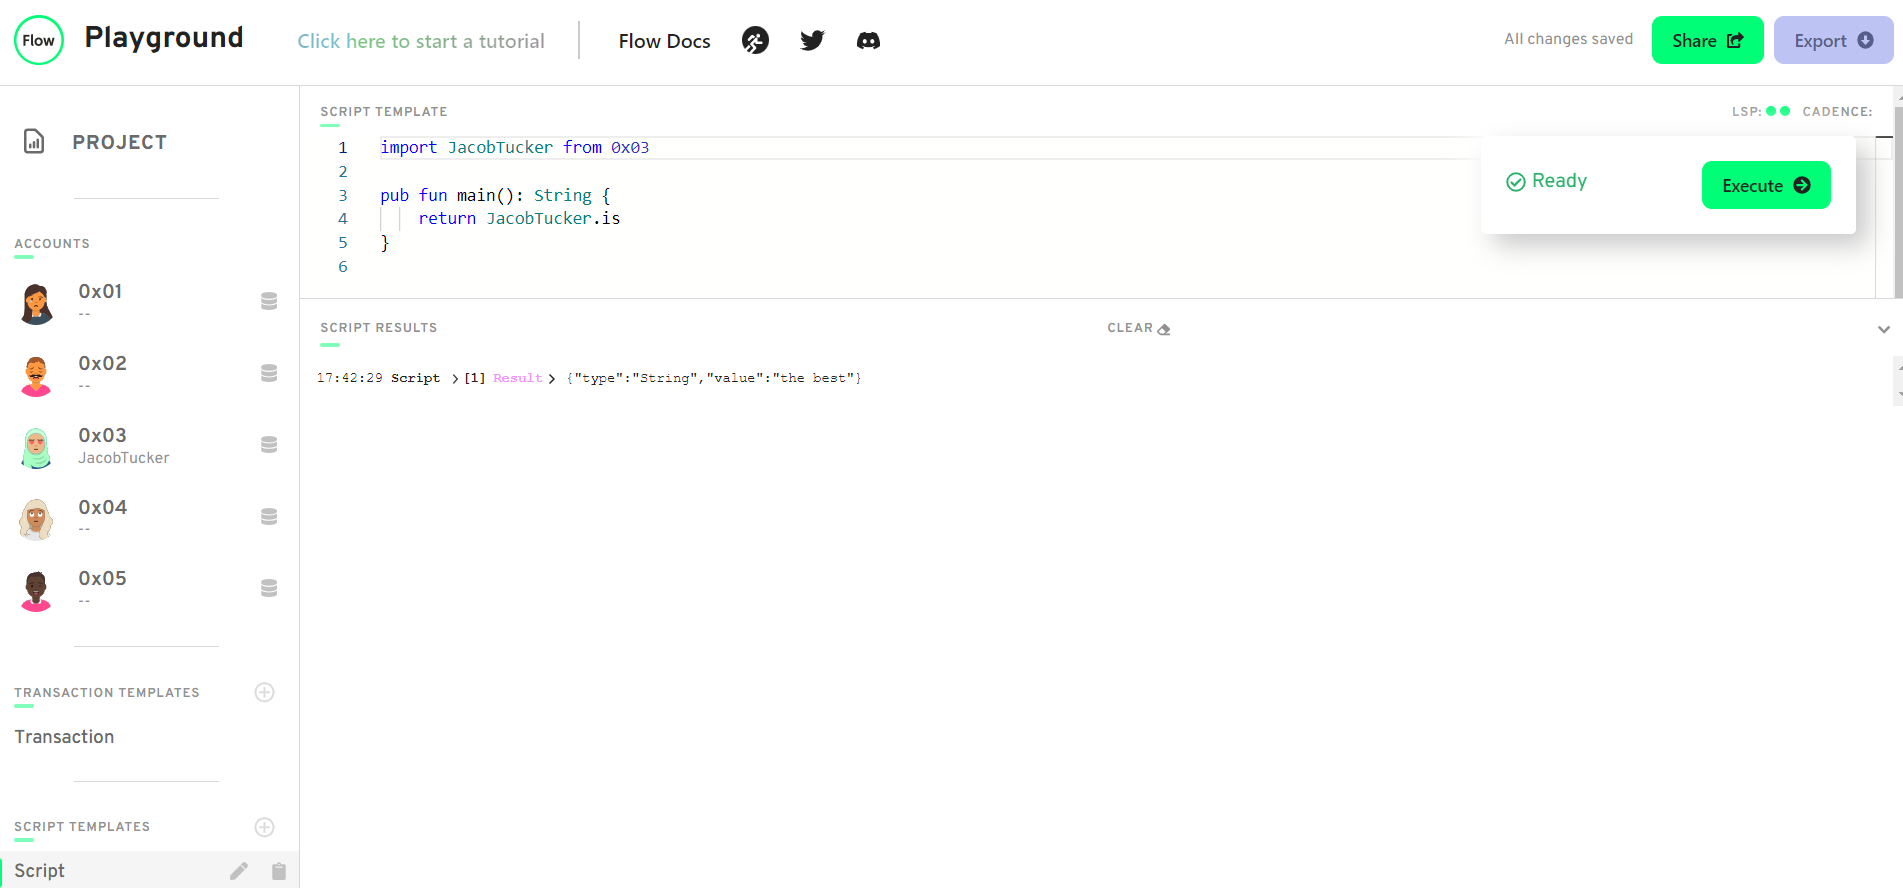 Flow Playground Click here to start a tutorial Flow Docs All changes saved Share Export
PROJECT
ACCOUNTS
0x01
--
0x02
--
0x03
JacobTucker
0x04
--
0x05
--
TRANSACTION TEMPLATES
Transaction
SCRIPT TEMPLATES
Script
SCRIPT TEMPLATE LSP: CADENCE:
1 import JacobTucker from 0x03
2
3 pub fun main(): String {
4 return JacobTucker.is
5 }
6
Ready Execute
SCRIPT RESULTS CLEAR
17:42:29 Script >[1] Result > {"type":"String","value":"the best"}